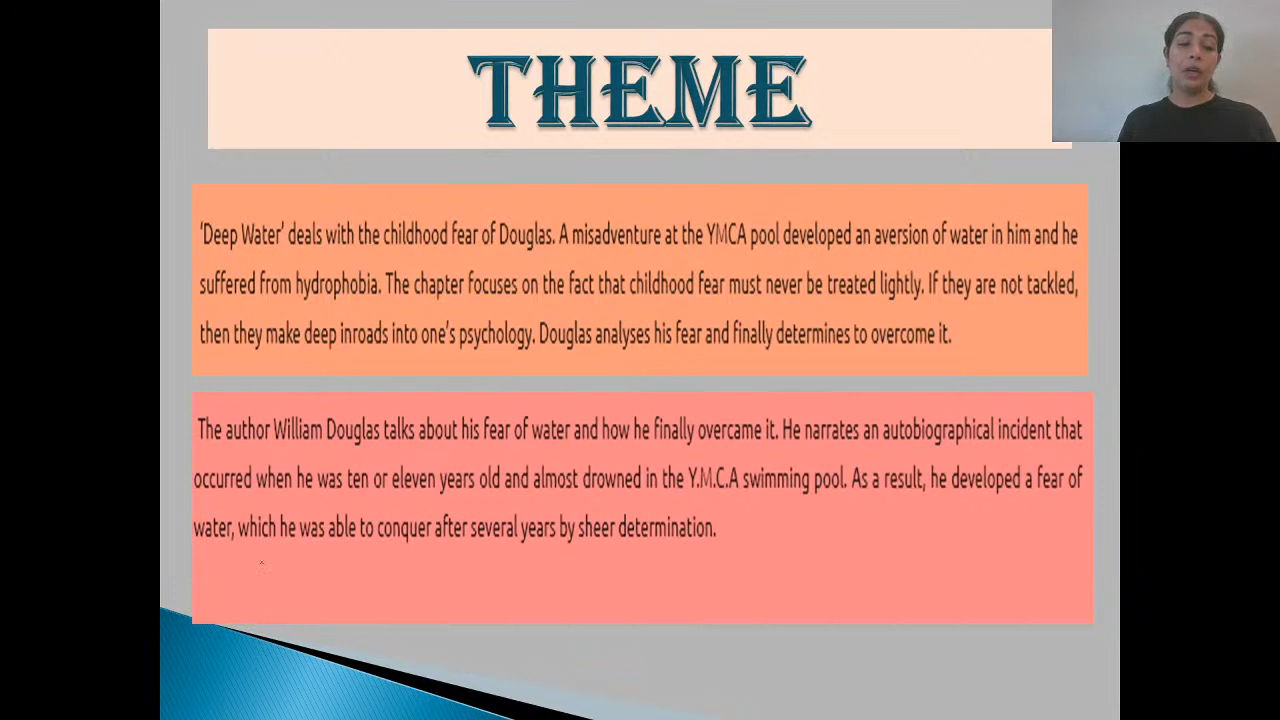 THEME
‘Deep Water’ deals with the childhood fear of Douglas. A misadventure at the YMCA pool developed an aversion of water in him and he
suffered from hydrophobia. The chapter focuses on the fact that childhood fear must never be treated lightly. If they are not tackled,
then they make deep inroads into one’s psychology. Douglas analyses his fear and finally determines to overcome it.
The author William Douglas talks about his fear of water and how he finally overcame it. He narrates an autobiographical incident that
occurred when he was ten or eleven years old and almost drowned in the Y.M.C.A swimming pool. As a result, he developed a fear of
water, which he was able to conquer after several years by sheer determination.